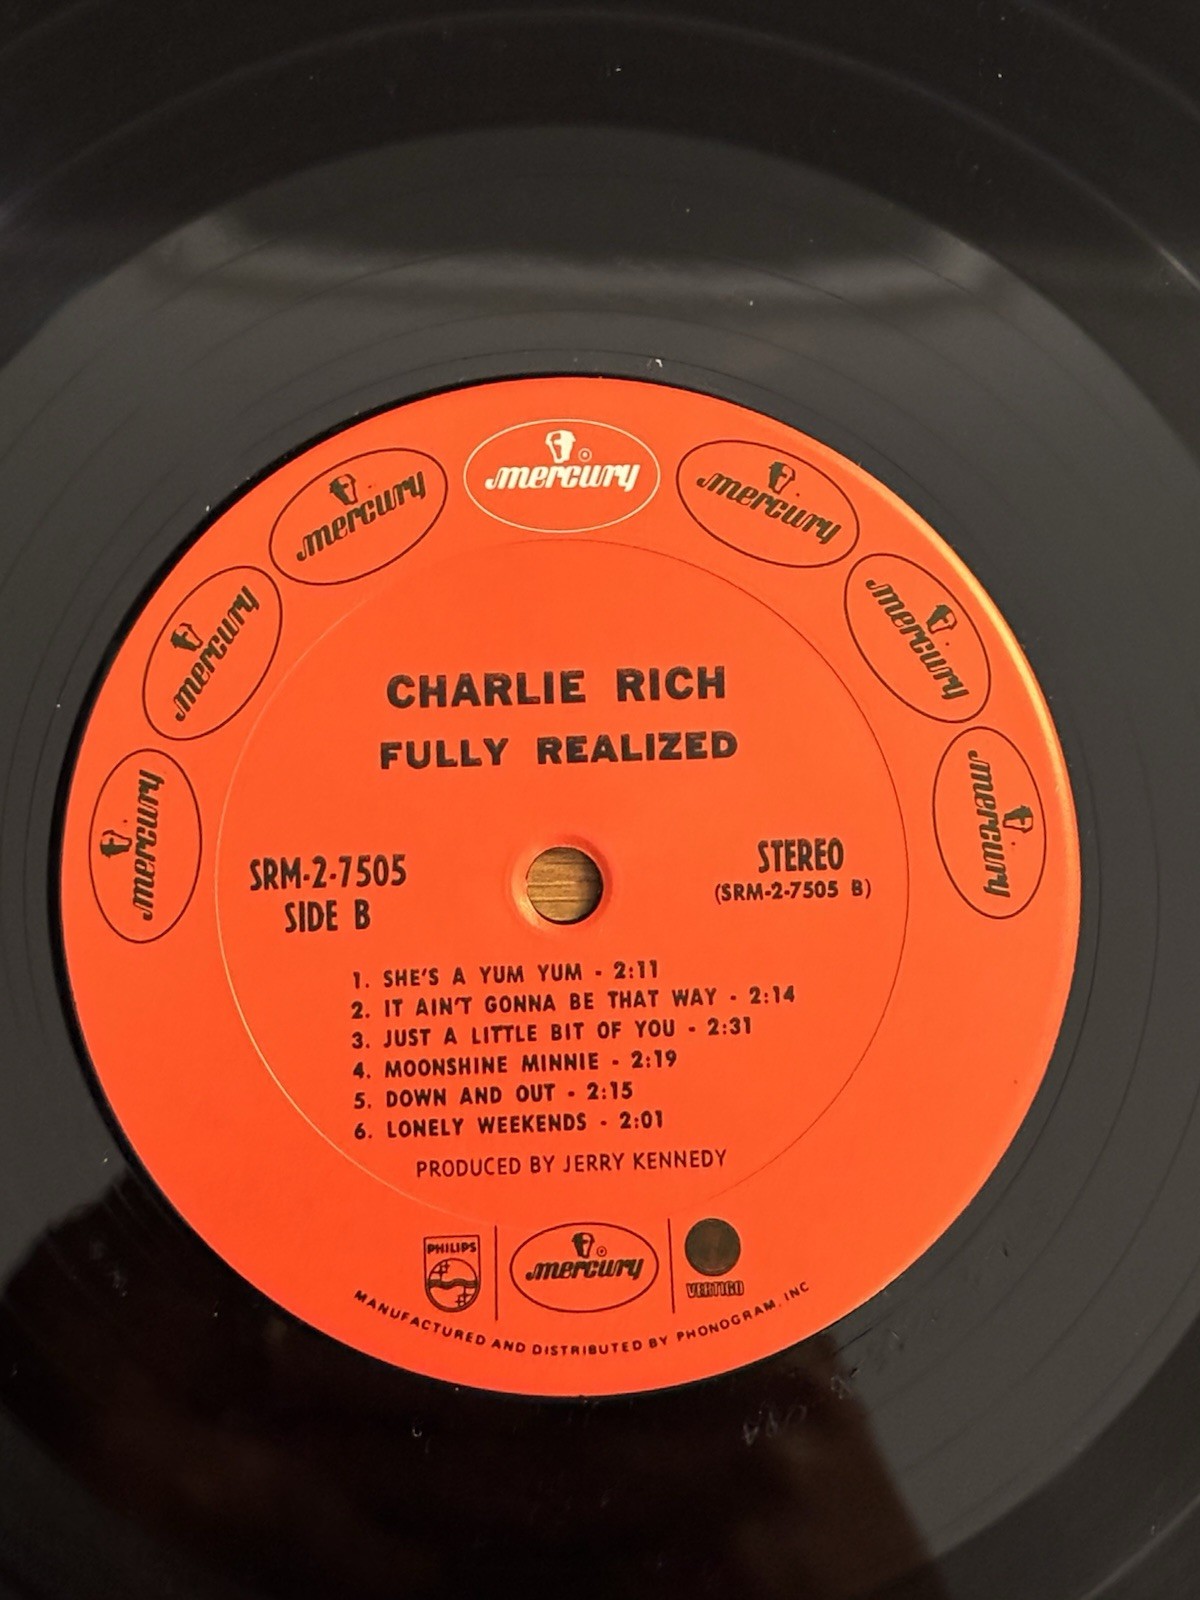 mercury
mercury
mercury
mercury
mercury
mercury
mercury
CHARLIE RICH
FULLY REALIZED
SRM-2-7505
SIDE B
STEREO
(SRM-2-7505 B)
1. SHE'S A YUM YUM - 2:11
2. IT AIN'T GONNA BE THAT WAY - 2:14
3. JUST A LITTLE BIT OF YOU - 2:31
4. MOONSHINE MINNIE - 2:19
5. DOWN AND OUT - 2:15
6. LONELY WEEKENDS - 2:01
PRODUCED BY JERRY KENNEDY
PHILIPS
mercury
VERTIGO
MANUFACTURED AND DISTRIBUTED BY PHONOGRAM, INC